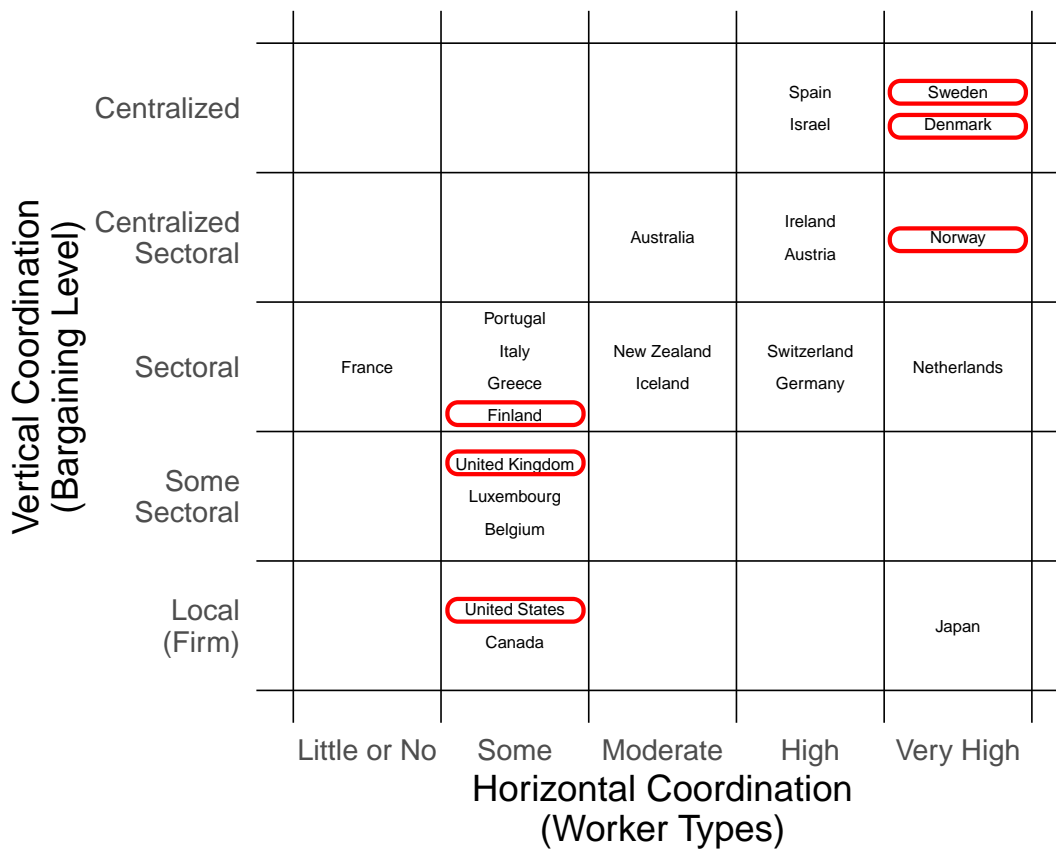 Vertical Coordination
(Bargaining Level)
Centralized
Spain
Sweden
Israel
Denmark
Centralized
Sectoral
Australia
Ireland
Austria
Norway
Sectoral
France
Portugal
Italy
Greece
Finland
New Zealand
Iceland
Switzerland
Germany
Netherlands
Some
Sectoral
United Kingdom
Luxembourg
Belgium
Local
(Firm)
United States
Canada
Japan
Little or No
Some
Moderate
High
Very High
Horizontal Coordination
(Worker Types)